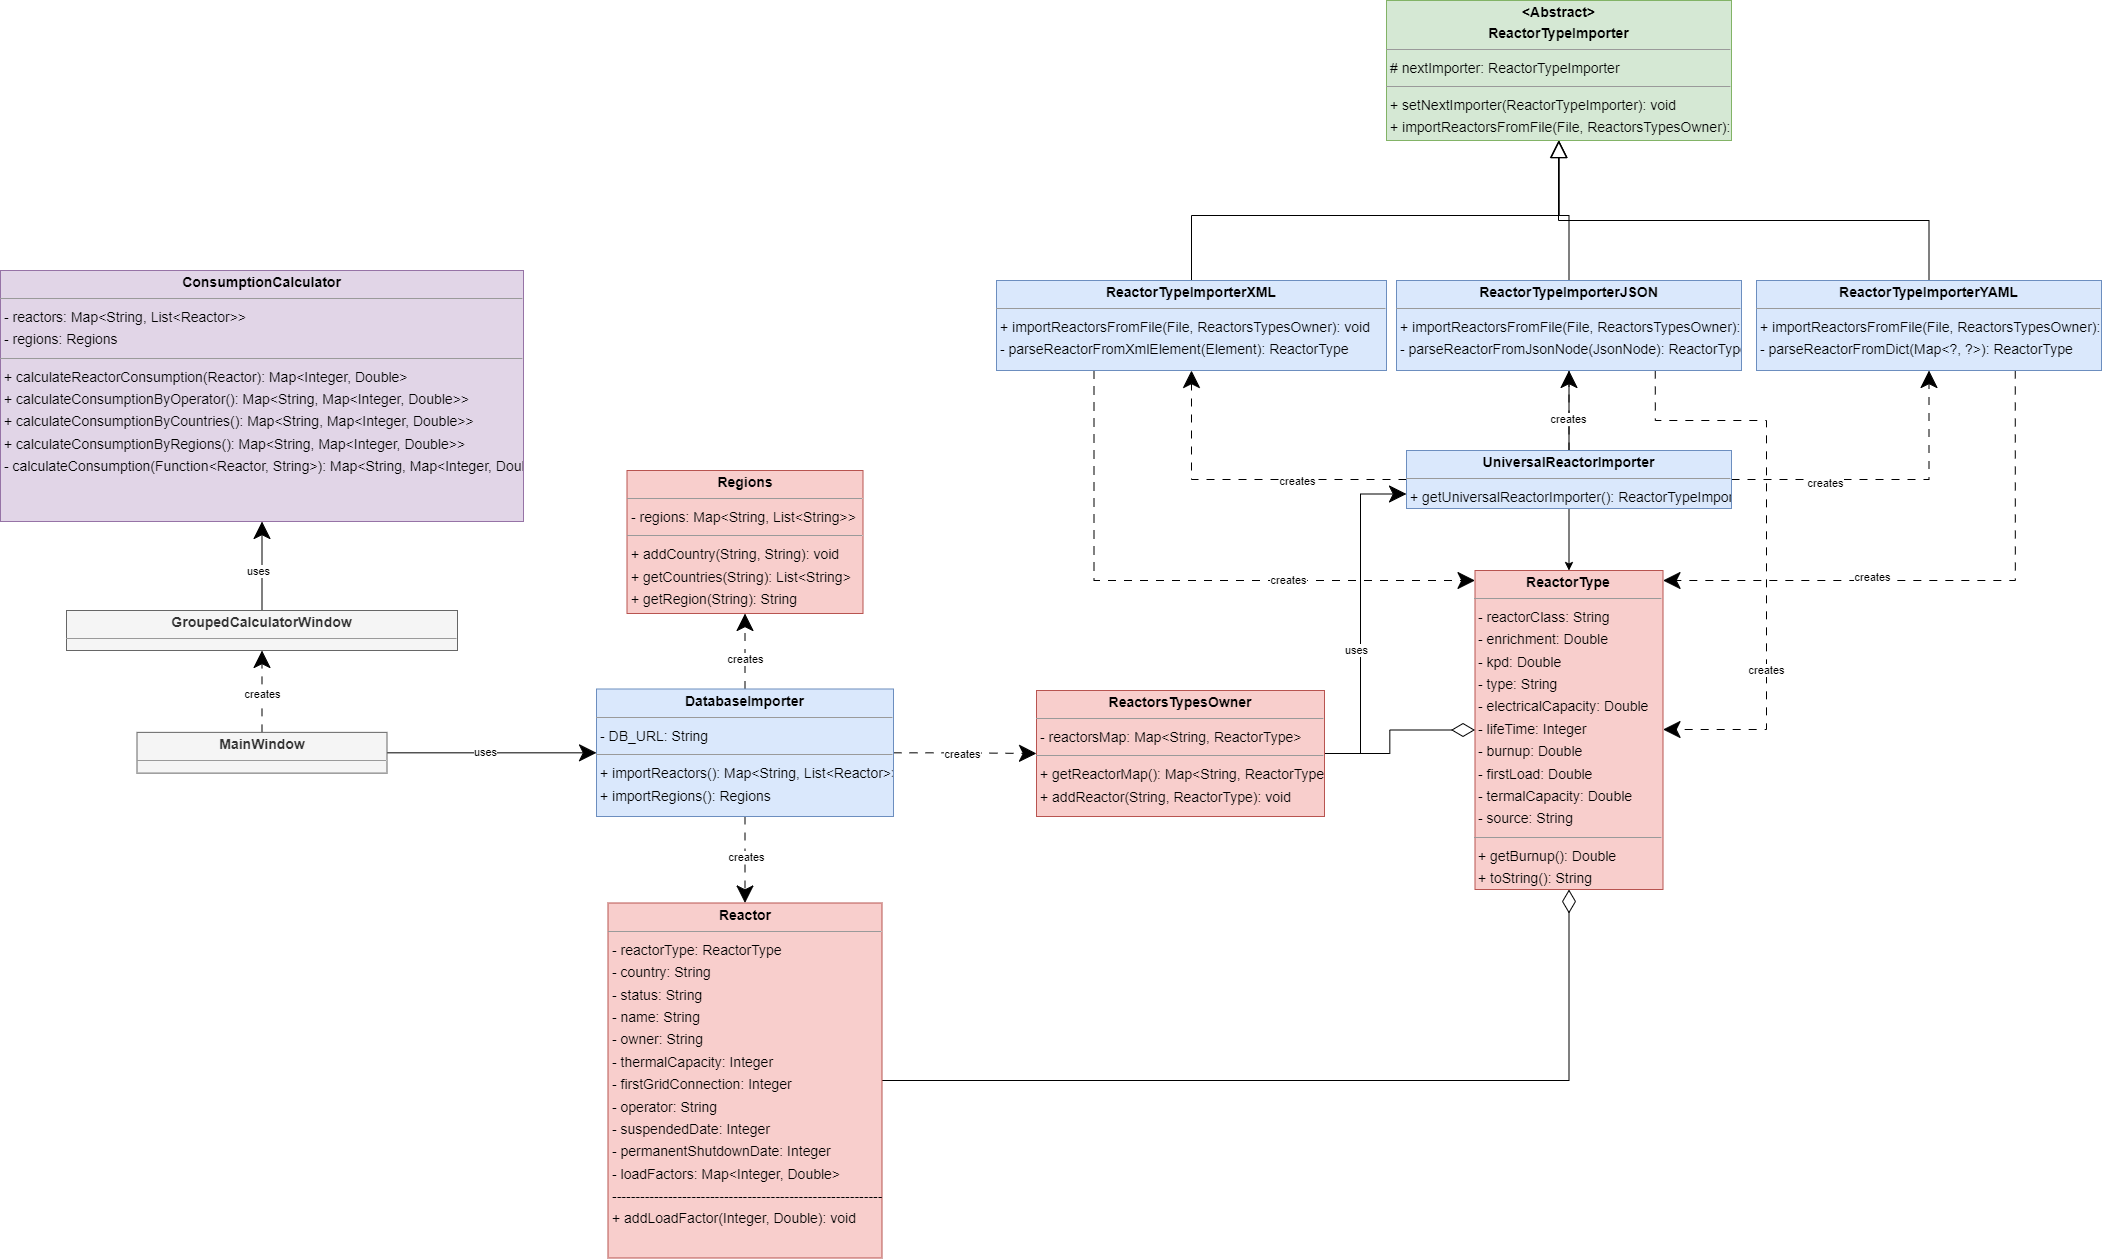 <Abstract>
ReactorTypeImporter
# nextImporter: ReactorTypeImporter
+ setNextImporter(ReactorTypeImporter): void
+ importReactorsFromFile(File, ReactorsTypesOwner):
ConsumptionCalculator
- reactors: Map<String, List<Reactor>>
- regions: Regions
+ calculateReactorConsumption(Reactor): Map<Integer, Double>
+ calculateConsumptionByOperator(): Map<String, Map<Integer, Double>>
+ calculateConsumptionByCountries(): Map<String, Map<Integer, Double>>
+ calculateConsumptionByRegions(): Map<String, Map<Integer, Double>>
- calculateConsumption(Function<Reactor, String>): Map<String, Map<Integer, Doul
ReactorTypeImporterXML
+ importReactorsFromFile(File, ReactorsTypesOwner): void
- parseReactorFromXmlElement(Element): ReactorType
ReactorTypeImporterJSON
+ importReactorsFromFile(File, ReactorsTypesOwner):
- parseReactorFromJsonNode(JsonNode): ReactorTyp
ReactorTypeImporterYAML
+ importReactorsFromFile(File, ReactorsTypesOwner):
- parseReactorFromDict(Map<?, ?>): ReactorType
creates
UniversalReactorImporter
+ getUniversalReactorImporter(): ReactorTypeImpor
creates
creates
Regions
- regions: Map<String, List<String>>
+ addCountry(String, String): void
+ getCountries(String): List<String>
+ getRegion(String): String
uses
GroupedCalculatorWindow
creates
MainWindow
uses
creates
DatabaseImporter
- DB_URL: String
+ importReactors(): Map<String, List<Reactor>
+ importRegions(): Regions
creates
creates
ReactorsTypesOwner
- reactorsMap: Map<String, ReactorType>
+ getReactorMap(): Map<String, ReactorType
+ addReactor(String, ReactorType): void
uses
creates
creates
creates
ReactorType
- reactorClass: String
- enrichment: Double
- kpd: Double
- type: String
- electricalCapacity: Double
- lifeTime: Integer
- burnup: Double
- firstLoad: Double
- termalCapacity: Double
- source: String
+ getBurnup(): Double
+ toString(): String
Reactor
- reactorType: ReactorType
- country: String
- status: String
- name: String
- owner: String
- thermalCapacity: Integer
- firstGridConnection: Integer
- operator: String
- suspendedDate: Integer
- permanentShutdownDate: Integer
- loadFactors: Map<Integer, Double>
+ addLoadFactor(Integer, Double): void